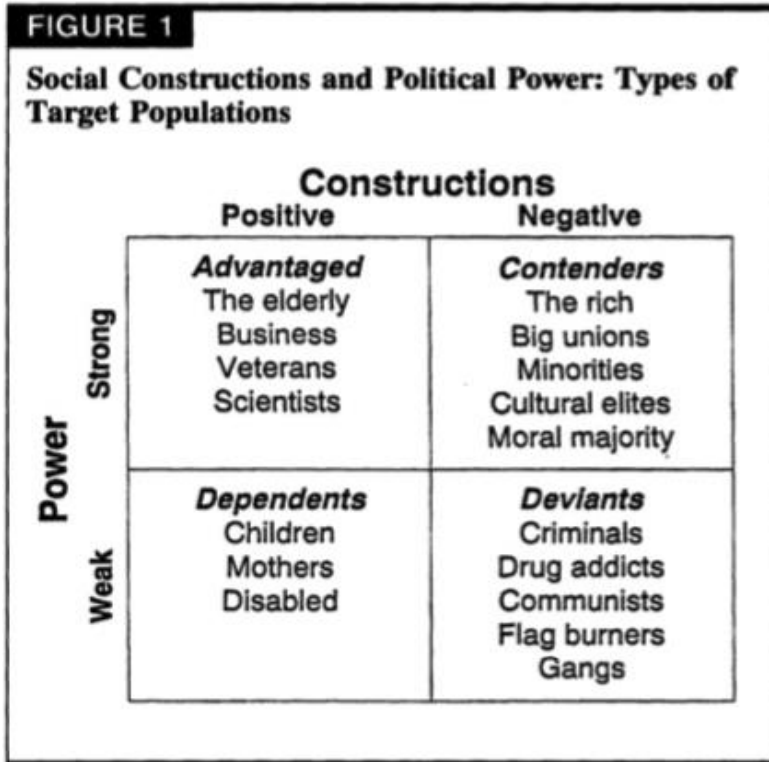 FIGURE 1
Social Constructions and Political Power: Types of
Target Populations
Constructions
Positive Negative
Power
Strong
Advantaged
The elderly
Business
Veterans
Scientists
Contenders
The rich
Big unions
Minorities
Cultural elites
Moral majority
Weak
Dependents
Children
Mothers
Disabled
Deviants
Criminals
Drug addicts
Communists
Flag burners
Gangs